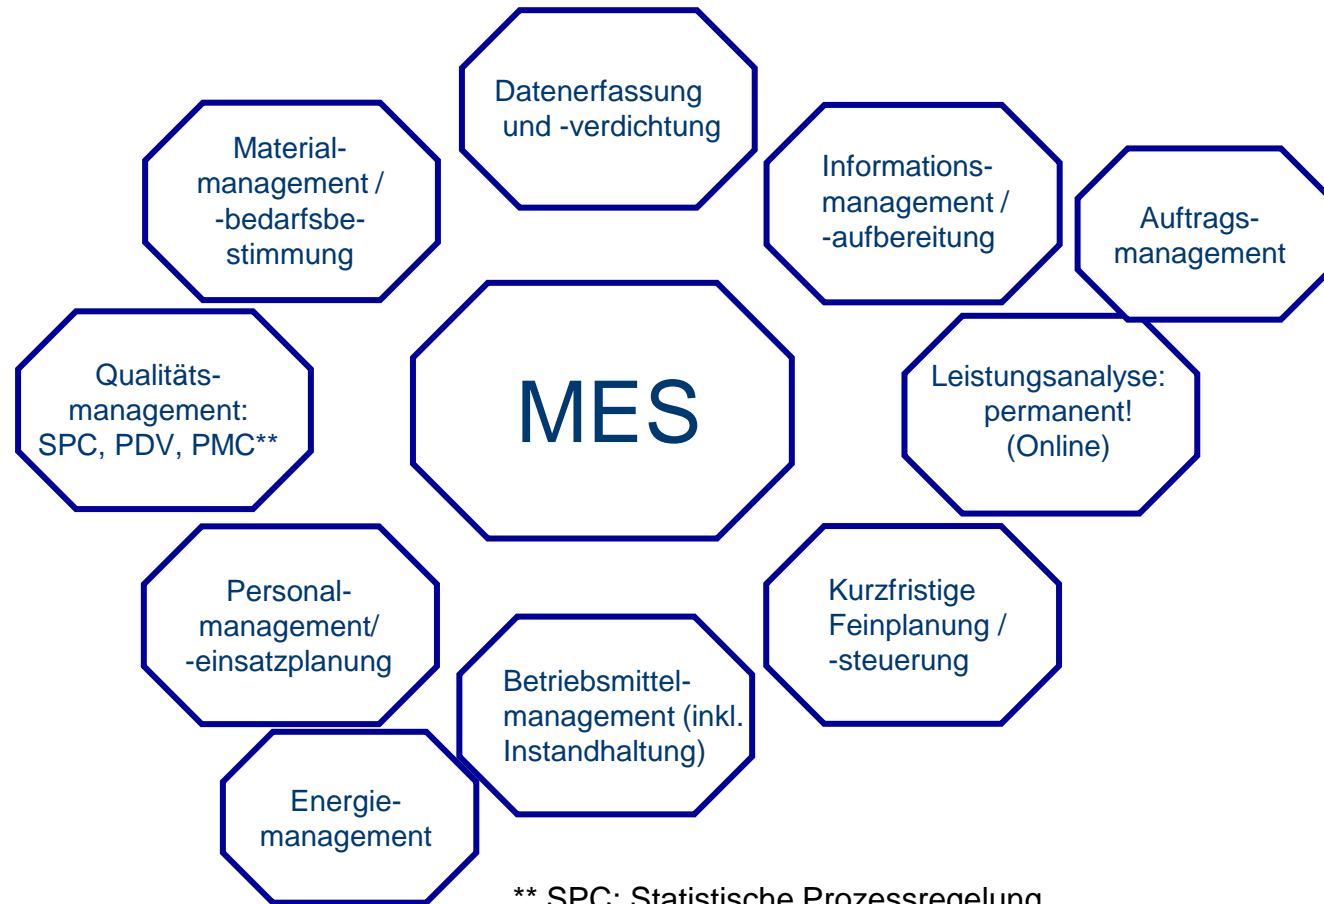 Datenerfassung
und -verdichtung
Material-
management /
-bedarfsbe-
stimmung
Informations-
management /
-aufbereitung
Auftrags-
management
Qualitäts-
management:
SPC, PDV, PMC**
MES
Leistungsanalyse:
permanent!
(Online)
Personal-
management/
-einsatzplanung
Kurzfristige
Feinplanung /
-steuerung
Betriebsmittel-
management (inkl.
Instandhaltung)
Energie-
management
** SPC: Statistische Prozessregelung